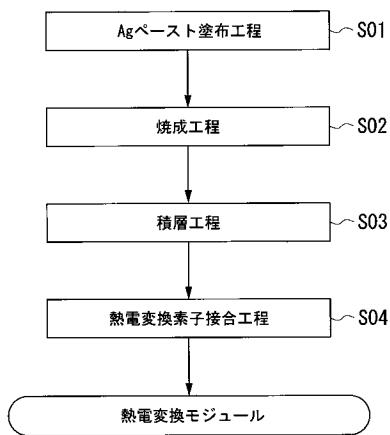 Agペースト塗布工程 S01
焼成工程 S02
積層工程 S03
熱電変換素子接合工程 S04
熱電変換モジュール